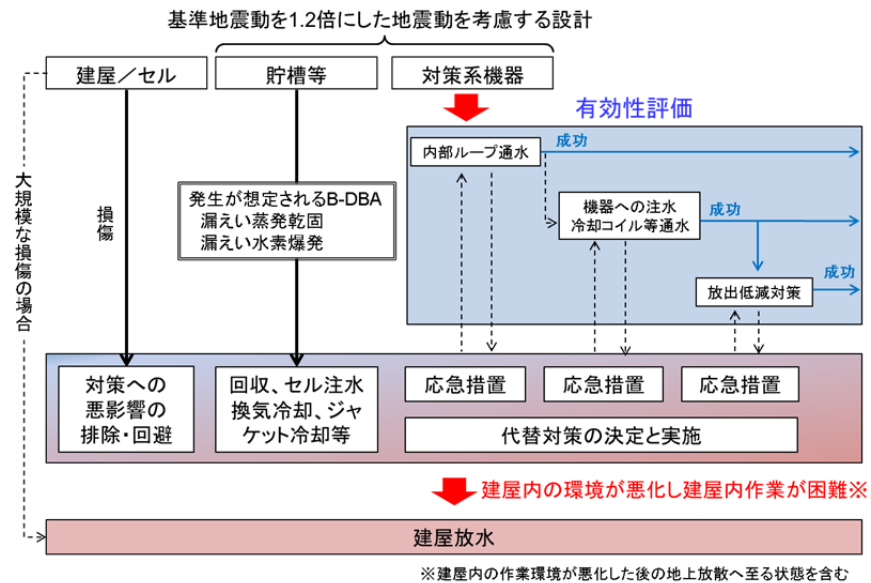 基準地震動を1.2倍にした地震動を考慮する設計
建屋／セル
貯槽等
対策系機器
有効性評価
内部ループ通水
成功
大規模な損傷の場合
損傷
発生が想定されるB-DBA
漏えい蒸発乾固
漏えい水素爆発
機器への注水
冷却コイル等通水
成功
放出低減対策
成功
対策への
悪影響の
排除・回避
回収、セル注水
換気冷却、ジャ
ケット冷却等
応急措置
応急措置
応急措置
代替対策の決定と実施
建屋内の環境が悪化し建屋内作業が困難※
建屋放水
※建屋内の作業環境が悪化した後の地上放散へ至る状態を含む